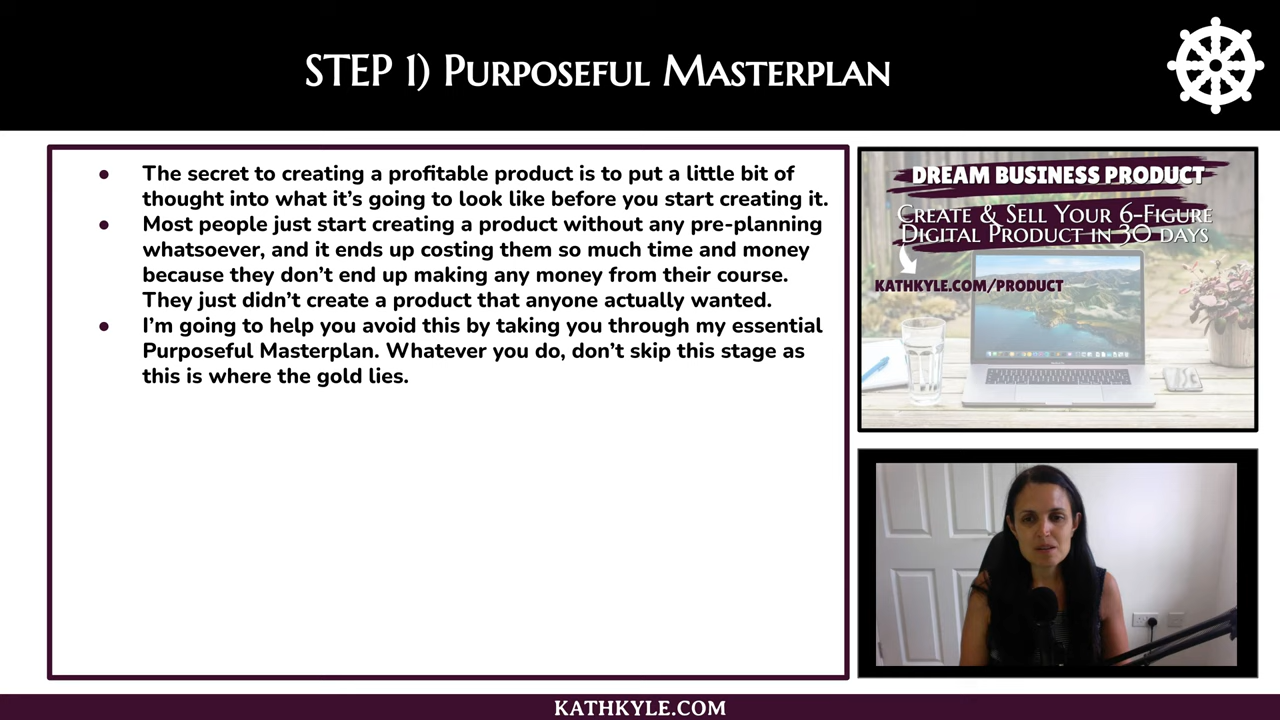 STEP 1) Purposeful Masterplan
● The secret to creating a profitable product is to put a little bit of
thought into what it’s going to look like before you start creating it.
● Most people just start creating a product without any pre-planning
whatsoever, and it ends up costing them so much time and money
because they don’t end up making any money from their course.
They just didn’t create a product that anyone actually wanted.
● I’m going to help you avoid this by taking you through my essential
Purposeful Masterplan. Whatever you do, don’t skip this stage as
this is where the gold lies.
DREAM BUSINESS PRODUCT
Create & Sell Your 6-Figure
Digital Product in 30 days
KATHKYLE.COM/PRODUCT
KATHKYLE.COM